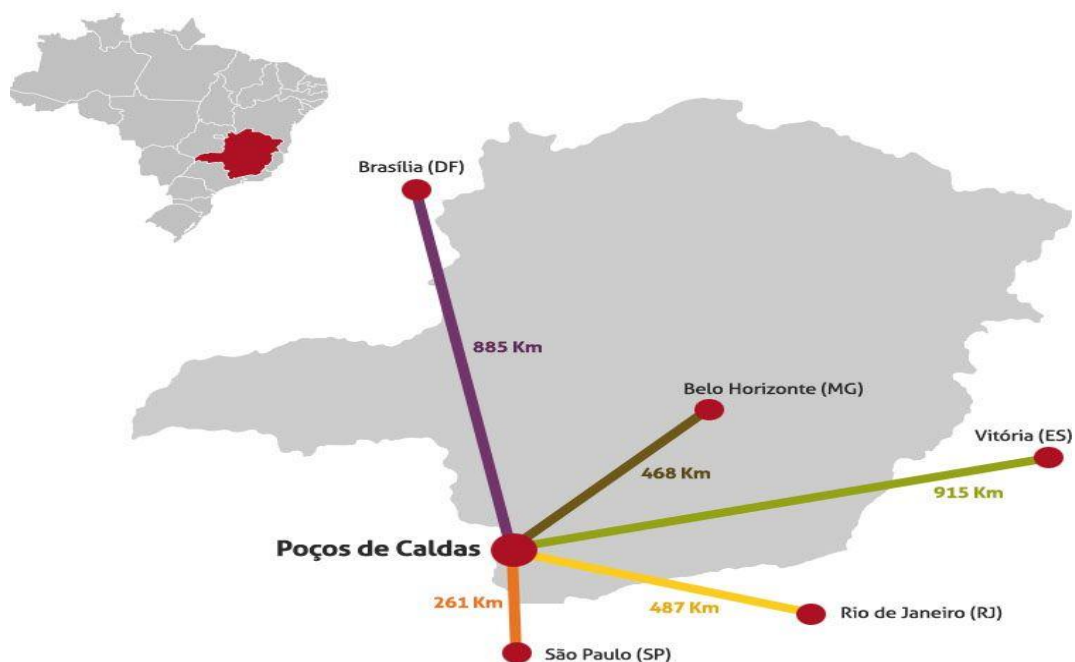 Brasília (DF)
885 Km
Belo Horizonte (MG)
468 Km
Vitória (ES)
915 Km
Poços de Caldas
261 Km
487 Km
Rio de Janeiro (RJ)
São Paulo (SP)